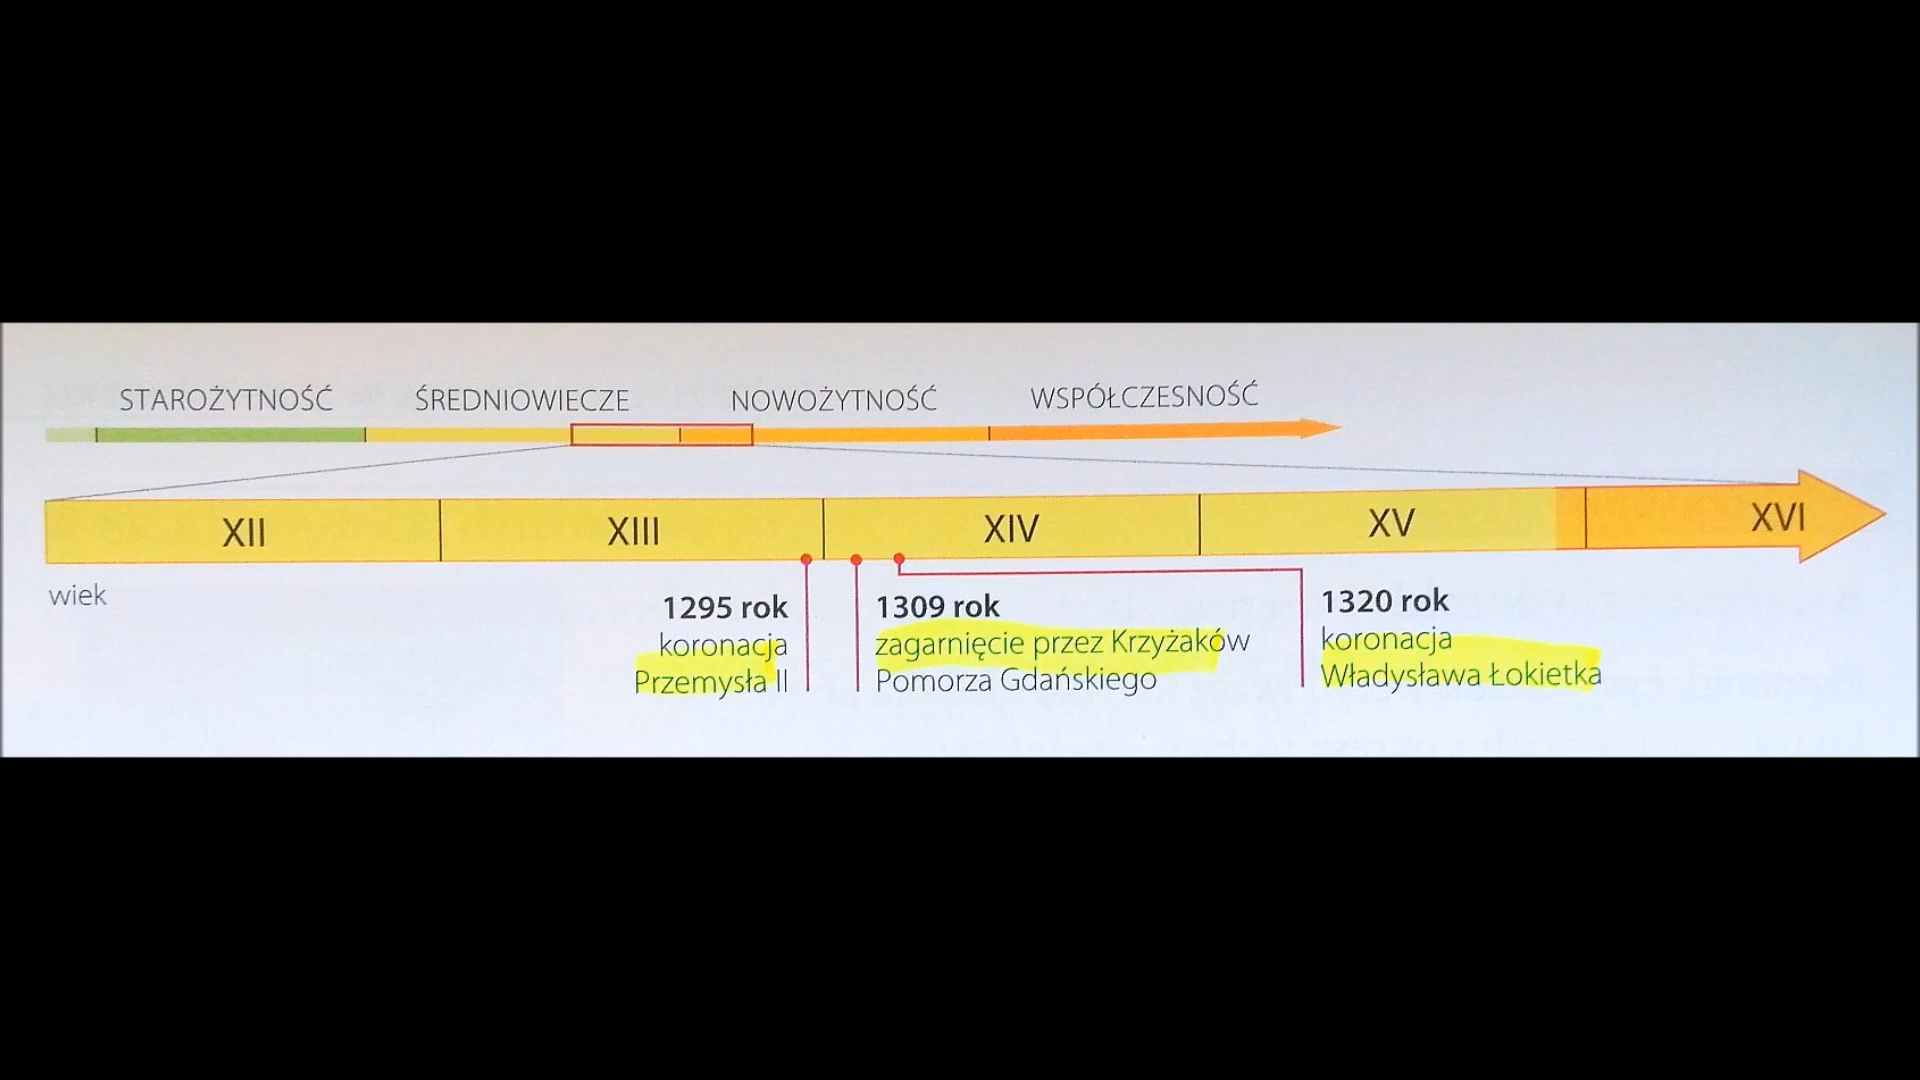 STAROŻYTNOŚĆ ŚREDNIOWIECZE NOWOŻYTNOŚĆ WSPÓŁCZESNOŚĆ
XII XIII XIV XV XVI
wiek
1295 rok
koronacja
Przemysła II
1309 rok
zagarnięcie przez Krzyżaków
Pomorza Gdańskiego
1320 rok
koronacja
Władysława Łokietka